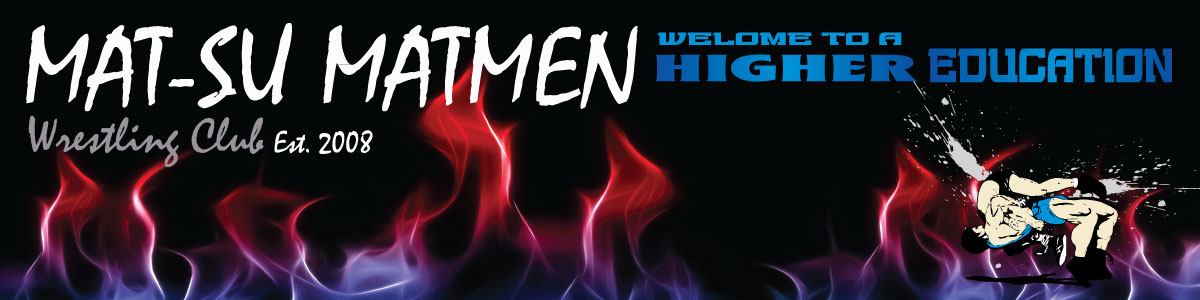 MAT-SU MATMEN
Wrestling Club Est. 2008
WELOME TO A
HIGHER EDUCATION